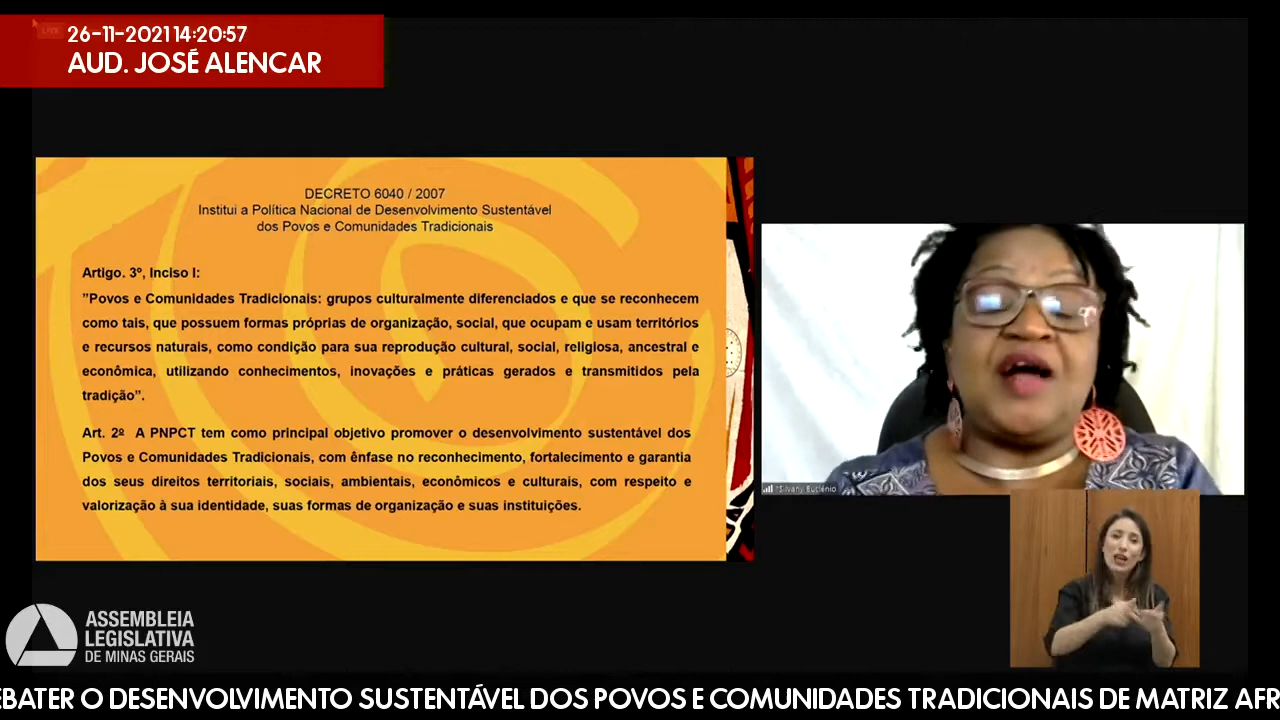 LIVE
26-11-2021 14:20:57
AUD. JOSÉ ALENCAR
DECRETO 6040 / 2007
Institui a Política Nacional de Desenvolvimento Sustentável
dos Povos e Comunidades Tradicionais
Artigo. 3º, Inciso I:
”Povos e Comunidades Tradicionais: grupos culturalmente diferenciados e que se reconhecem
como tais, que possuem formas próprias de organização, social, que ocupam e usam territórios
e recursos naturais, como condição para sua reprodução cultural, social, religiosa, ancestral e
econômica, utilizando conhecimentos, inovações e práticas gerados e transmitidos pela
tradição”.
Art. 2º A PNPCT tem como principal objetivo promover o desenvolvimento sustentável dos
Povos e Comunidades Tradicionais, com ênfase no reconhecimento, fortalecimento e garantia
dos seus direitos territoriais, sociais, ambientais, econômicos e culturais, com respeito e
valorização à sua identidade, suas formas de organização e suas instituições.
*Silvany Euclênio
ASSEMBLEIA
LEGISLATIVA
DE MINAS GERAIS
EBATER O DESENVOLVIMENTO SUSTENTÁVEL DOS POVOS E COMUNIDADES TRADICIONAIS DE MATRIZ AFR